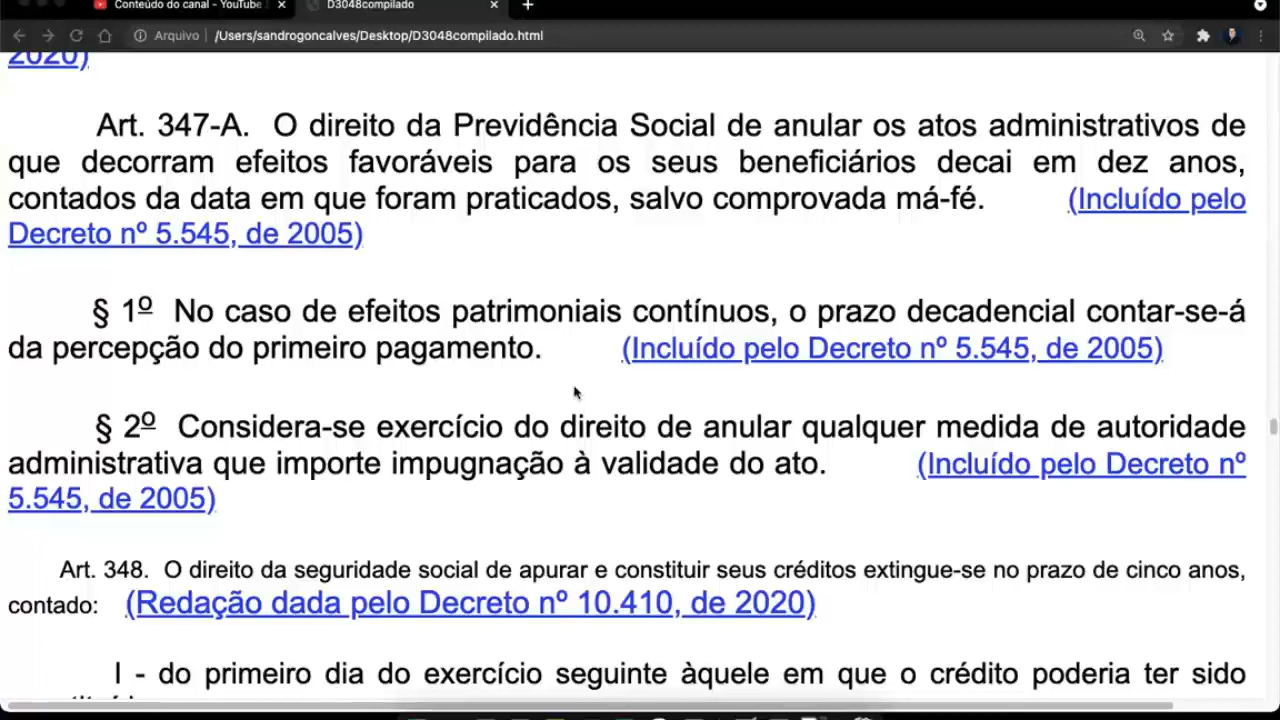 Conteúdo do canal - YouTube
D3048compilado
Arquivo | /Users/sandrogoncalves/Desktop/D3048compilado.html
2020)
Art. 347-A. O direito da Previdência Social de anular os atos administrativos de
que decorram efeitos favoráveis para os seus beneficiários decai em dez anos,
contados da data em que foram praticados, salvo comprovada má-fé. (Incluído pelo
Decreto nº 5.545, de 2005)
§ 1º No caso de efeitos patrimoniais contínuos, o prazo decadencial contar-se-á
da percepção do primeiro pagamento. (Incluído pelo Decreto nº 5.545, de 2005)
§ 2º Considera-se exercício do direito de anular qualquer medida de autoridade
administrativa que importe impugnação à validade do ato. (Incluído pelo Decreto nº
5.545, de 2005)
Art. 348. O direito da seguridade social de apurar e constituir seus créditos extingue-se no prazo de cinco anos,
contado: (Redação dada pelo Decreto nº 10.410, de 2020)
I - do primeiro dia do exercício seguinte àquele em que o crédito poderia ter sido